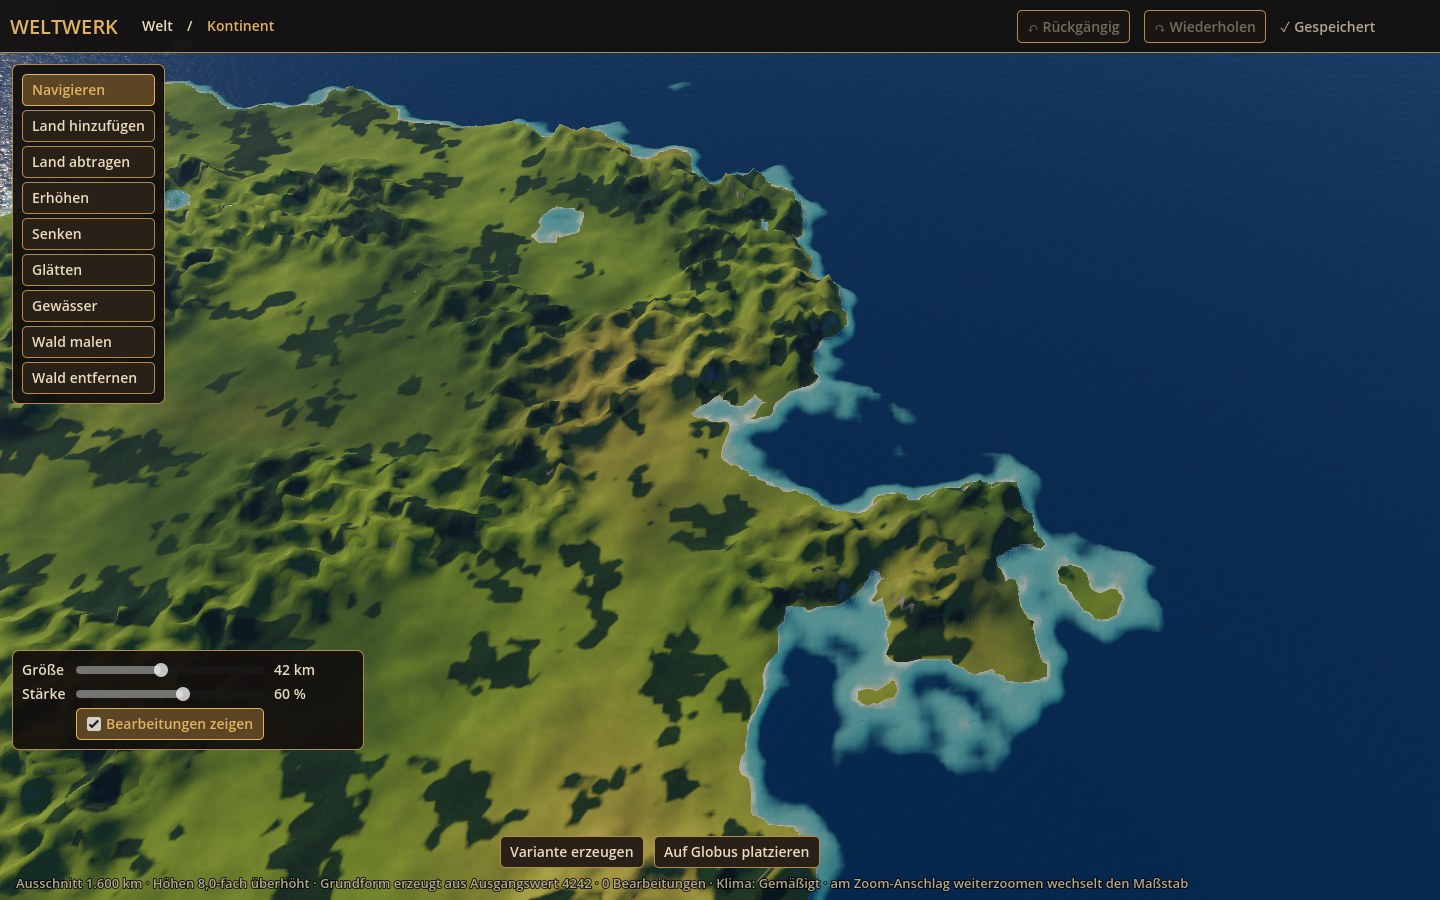 WELTWERK Welt / Kontinent Rückgängig Wiederholen ✓ Gespeichert
Navigieren
Land hinzufügen
Land abtragen
Erhöhen
Senken
Glätten
Gewässer
Wald malen
Wald entfernen
Größe 42 km
Stärke 60 %
Bearbeitungen zeigen
Variante erzeugen Auf Globus platzieren
Ausschnitt 1.600 km · Höhen 8,0-fach überhöht · Grundform erzeugt aus Ausgangswert 4242 · 0 Bearbeitungen · Klima: Gemäßigt · am Zoom-Anschlag weiterzoomen wechselt den Maßstab